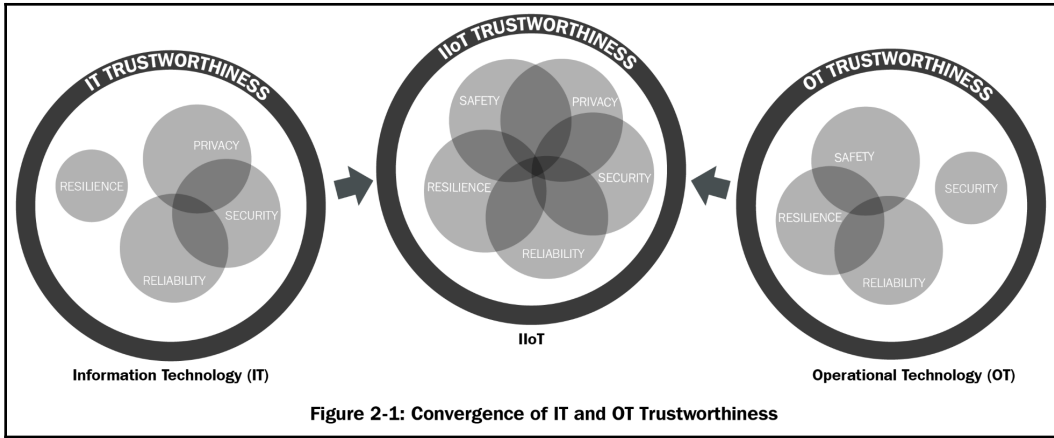 IT TRUSTWORTHINESS
PRIVACY
RESILIENCE
SECURITY
RELIABILITY
Information Technology (IT)
IIoT TRUSTWORTHINESS
SAFETY
PRIVACY
RESILIENCE
SECURITY
RELIABILITY
IIoT
OT TRUSTWORTHINESS
SAFETY
SECURITY
RESILIENCE
RELIABILITY
Operational Technology (OT)
Figure 2-1: Convergence of IT and OT Trustworthiness